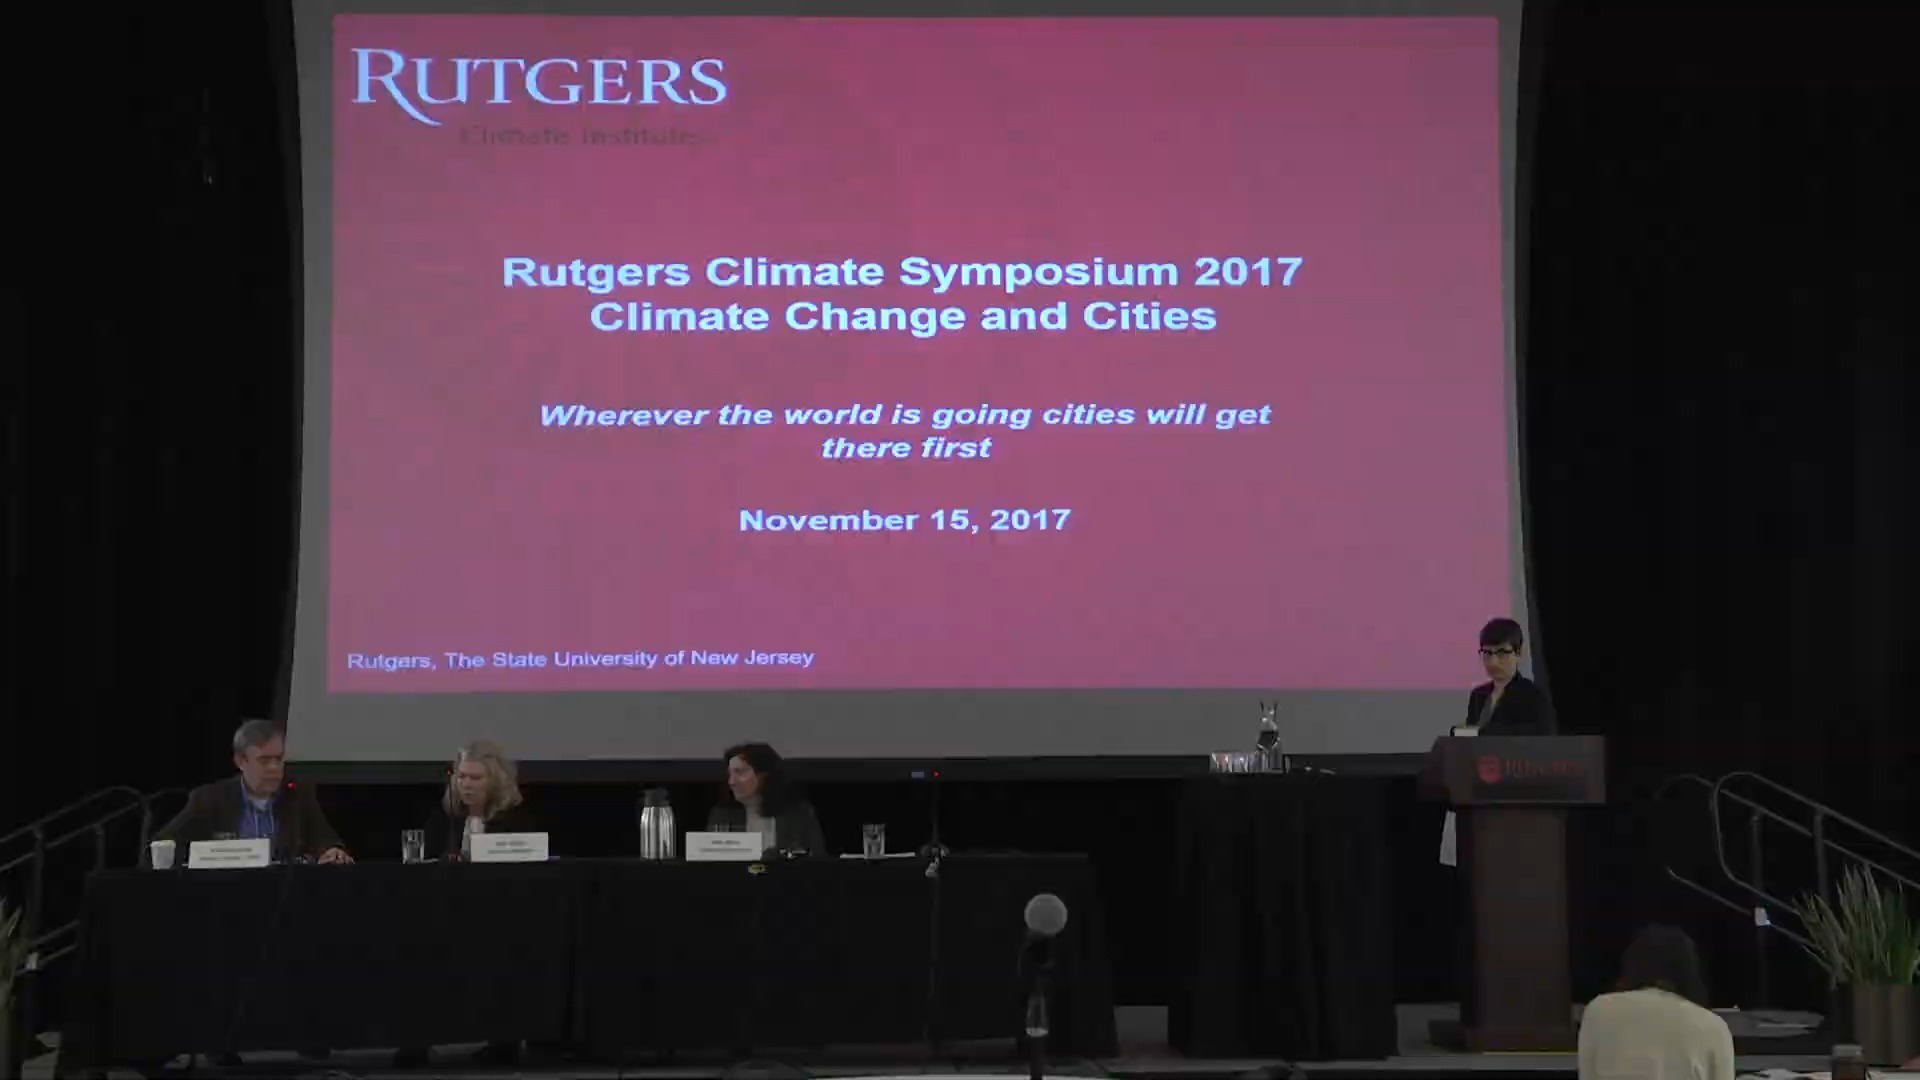 RUTGERS
Climate Institute
Rutgers Climate Symposium 2017
Climate Change and Cities
Wherever the world is going cities will get
there first
November 15, 2017
Rutgers, The State University of New Jersey
RUTGERS